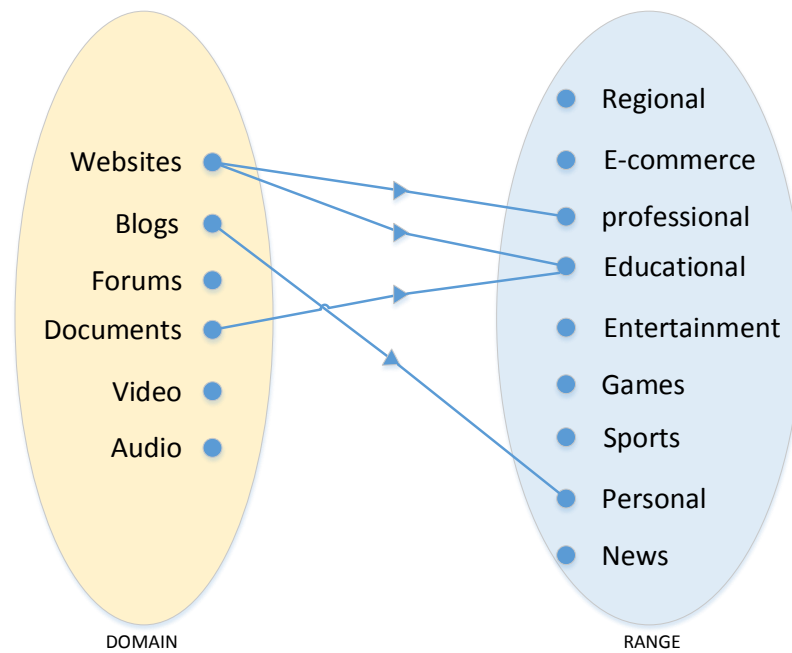 Websites
Blogs
Forums
Documents
Video
Audio
DOMAIN
Regional
E-commerce
professional
Educational
Entertainment
Games
Sports
Personal
News
RANGE